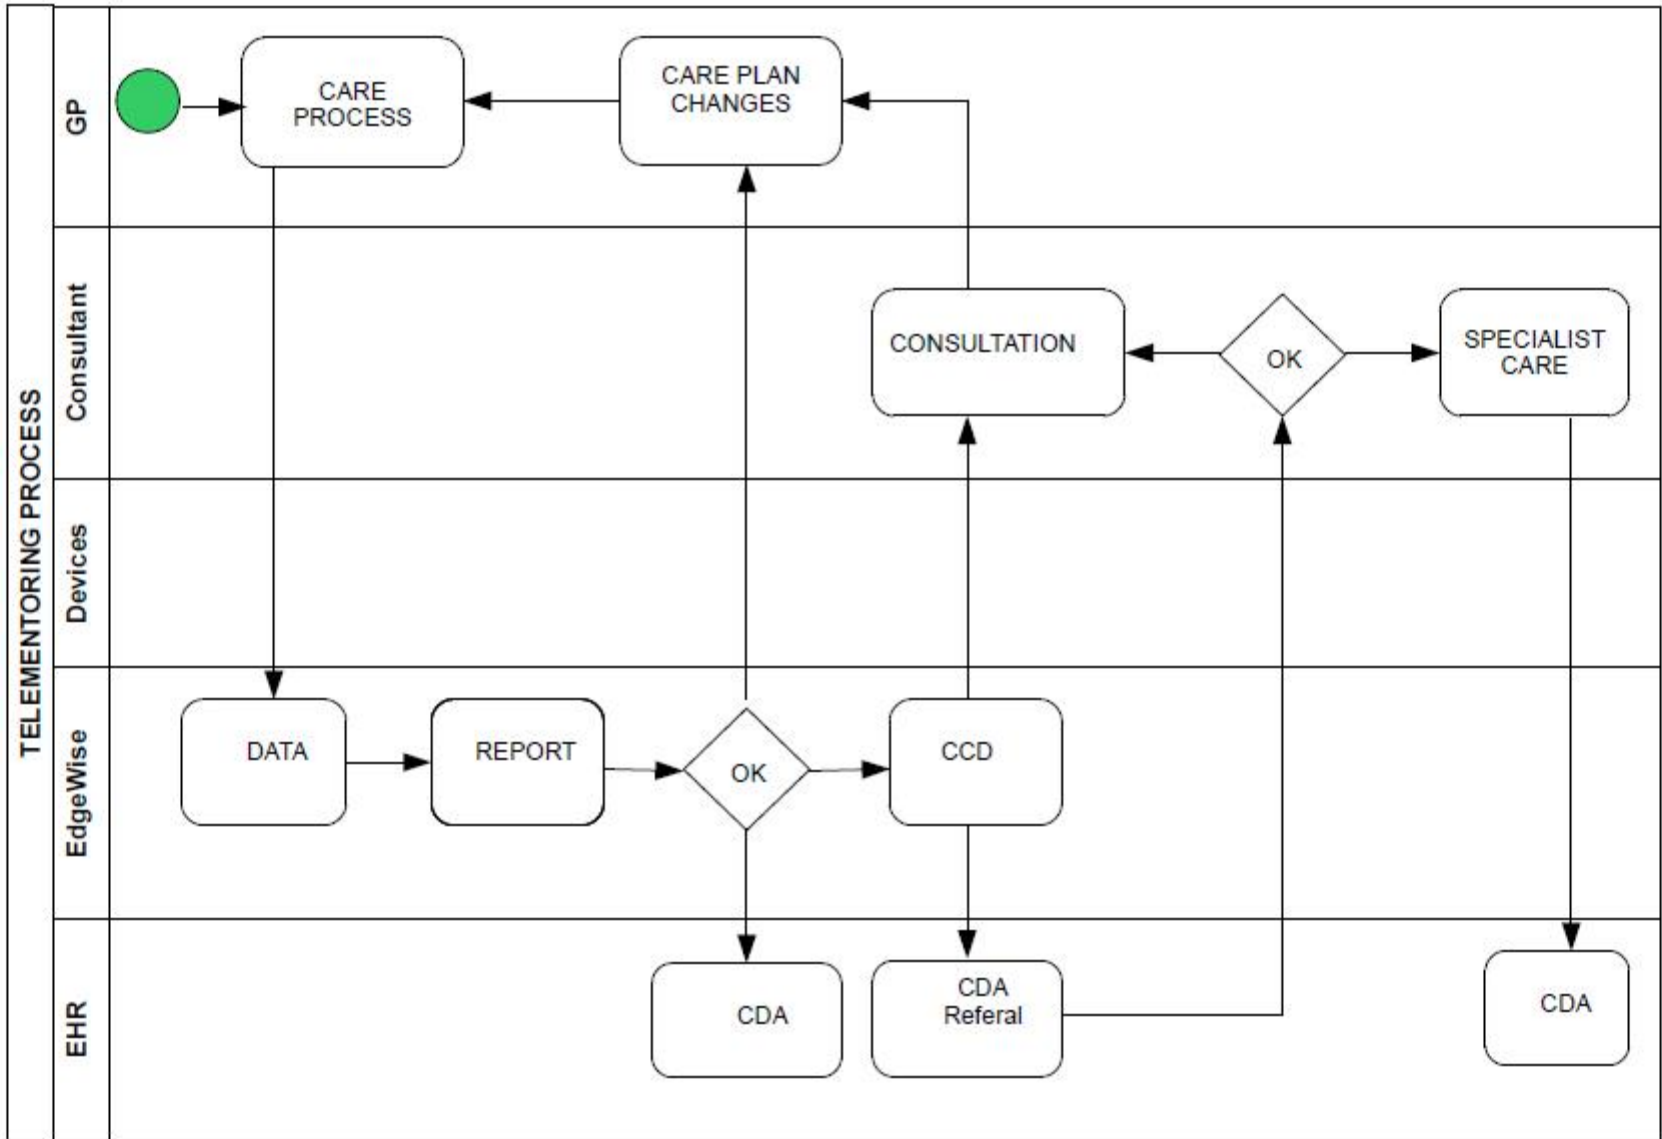 TELEMENTORING PROCESS
GP
CARE
PROCESS
CARE PLAN
CHANGES
Consultant
CONSULTATION
OK
SPECIALIST
CARE
Devices
EdgeWise
DATA
REPORT
OK
CCD
EHR
CDA
CDA
Referal
CDA